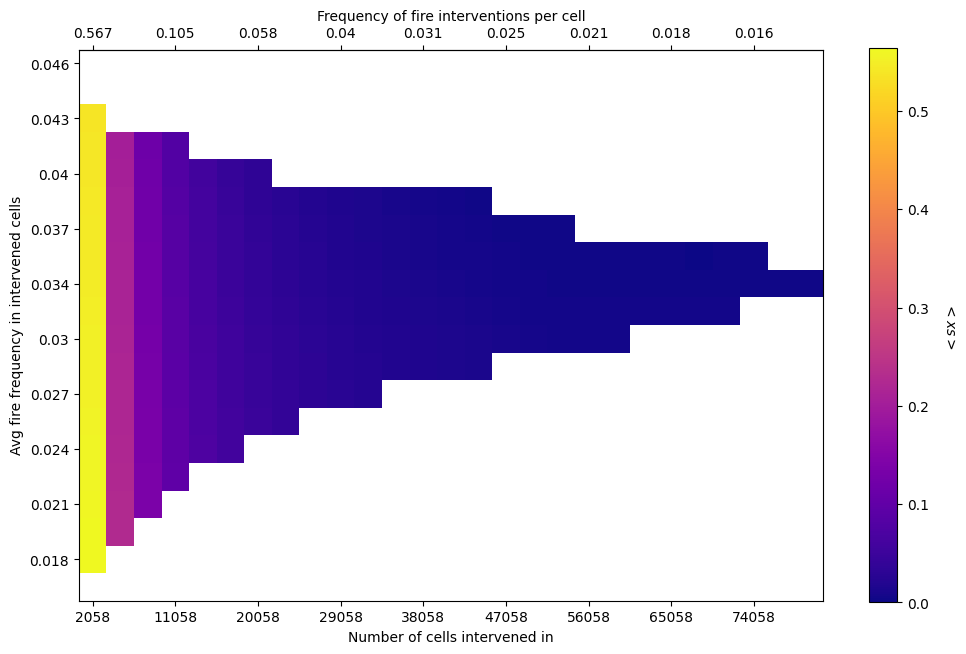 Frequency of fire interventions per cell
0.567 0.105 0.058 0.04 0.031 0.025 0.021 0.018 0.016
0.046
0.043
0.04
0.037
0.034
0.03
0.027
0.024
0.021
0.018
Avg fire frequency in intervened cells
2058 11058 20058 29058 38058 47058 56058 65058 74058
Number of cells intervened in
0.5
0.4
0.3
0.2
0.1
0.0
< sx >